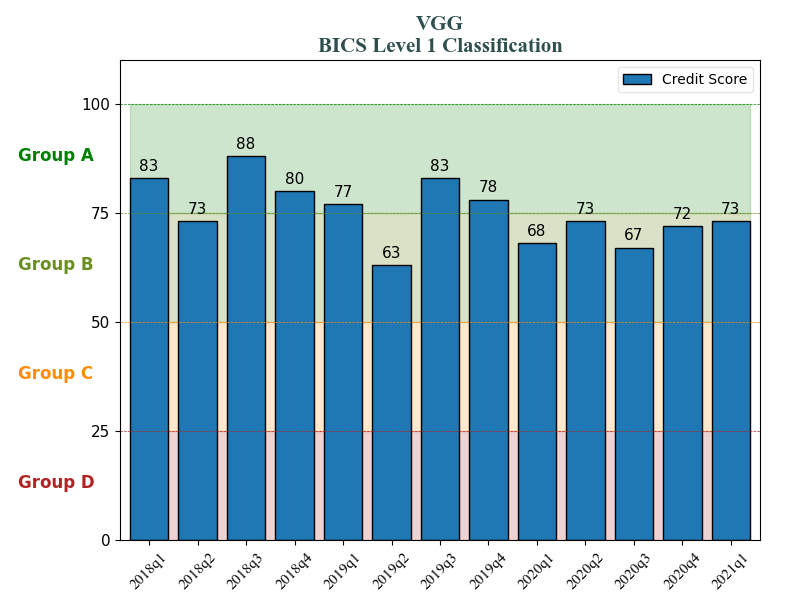 VGG
BICS Level 1 Classification
Credit Score
100
75
50
25
0
Group A
Group B
Group C
Group D
83
73
88
80
77
63
83
78
68
73
67
72
73
2018q1
2018q2
2018q3
2018q4
2019q1
2019q2
2019q3
2019q4
2020q1
2020q2
2020q3
2020q4
2021q1